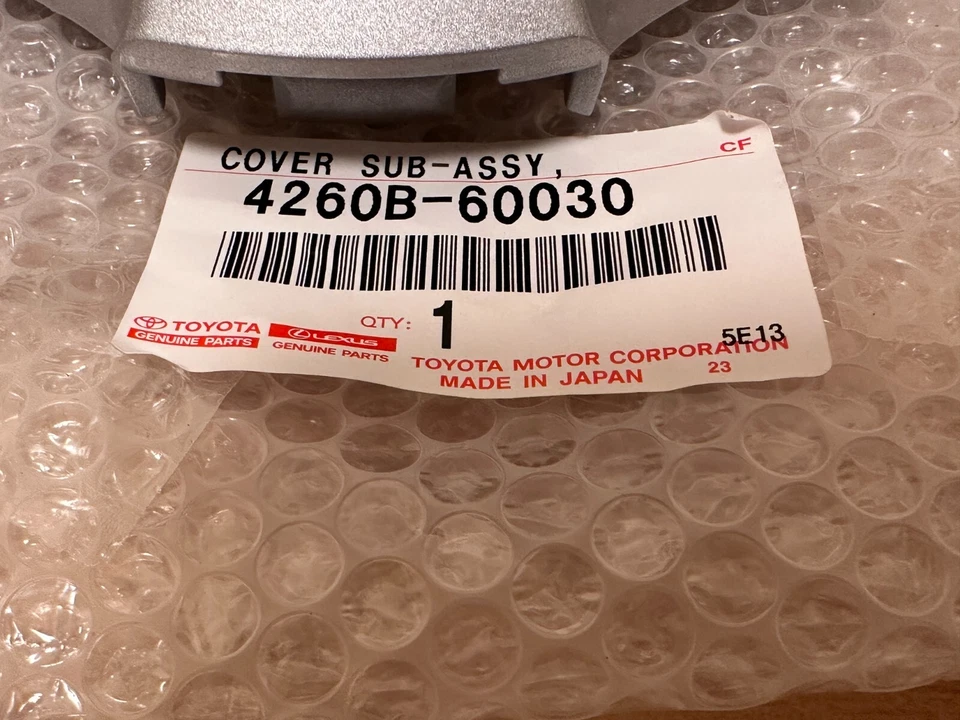 CF
COVER SUB-ASSY,
4260B-60030
TOYOTA
GENUINE PARTS
LEXUS
GENUINE PARTS
QTY: 1
5E13
TOYOTA MOTOR CORPORATION
MADE IN JAPAN 23